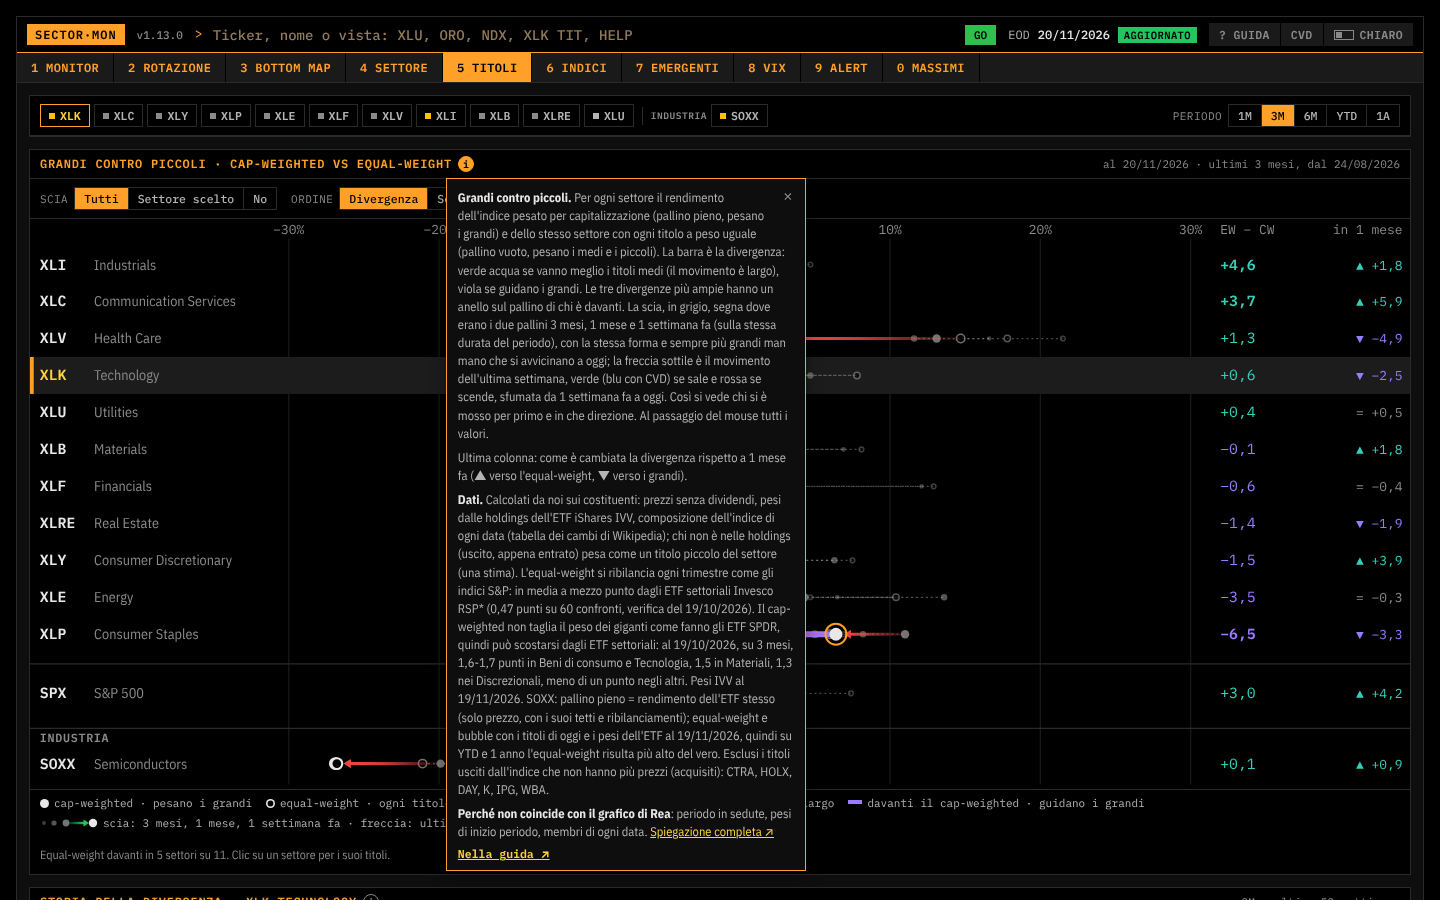 SECTOR·MON v1.13.0 > Ticker, nome o vista: XLU, ORO, NDX, XLK TIT, HELP GO EOD 20/11/2026 AGGIORNATO ? GUIDA CVD CHIARO
1 MONITOR 2 ROTAZIONE 3 BOTTOM MAP 4 SETTORE 5 TITOLI 6 INDICI 7 EMERGENTI 8 VIX 9 ALERT 0 MASSIMI
XLK XLC XLY XLP XLE XLF XLV XLI XLB XLRE XLU INDUSTRIA SOXX PERIODO 1M 3M 6M YTD 1A
GRANDI CONTRO PICCOLI · CAP-WEIGHTED VS EQUAL-WEIGHT i al 20/11/2026 · ultimi 3 mesi, dal 24/08/2026
SCIA Tutti Settore scelto No ORDINE Divergenza
−30% −20 10% 20% 30% EW − CW in 1 mese
XLI Industrials +4,6 ▲ +1,8
XLC Communication Services +3,7 ▲ +5,9
XLV Health Care +1,3 ▼ −4,9
XLK Technology +0,6 ▼ −2,5
XLU Utilities +0,4 = +0,5
XLB Materials −0,1 ▲ +1,8
XLF Financials −0,6 = −0,4
XLRE Real Estate −1,4 ▼ −1,9
XLY Consumer Discretionary −1,5 ▲ +3,9
XLE Energy −3,5 = −0,3
XLP Consumer Staples −6,5 ▼ −3,3
SPX S&P 500 +3,0 ▲ +4,2
INDUSTRIA
SOXX Semiconductors +0,1 ▲ +0,9
cap-weighted · pesano i grandi equal-weight · ogni titol argo davanti il cap-weighted · guidano i grandi
scia: 3 mesi, 1 mese, 1 settimana fa · freccia: ulti
Equal-weight davanti in 5 settori su 11. Clic su un settore per i suoi titoli.
Grandi contro piccoli. Per ogni settore il rendimento ×
dell'indice pesato per capitalizzazione (pallino pieno, pesano
i grandi) e dello stesso settore con ogni titolo a peso uguale
(pallino vuoto, pesano i medi e i piccoli). La barra è la divergenza:
verde acqua se vanno meglio i titoli medi (il movimento è largo),
viola se guidano i grandi. Le tre divergenze più ampie hanno un
anello sul pallino di chi è davanti. La scia, in grigio, segna dove
erano i due pallini 3 mesi, 1 mese e 1 settimana fa (sulla stessa
durata del periodo), con la stessa forma e sempre più grandi man
mano che si avvicinano a oggi; la freccia sottile è il movimento
dell'ultima settimana, verde (blu con CVD) se sale e rossa se
scende, sfumata da 1 settimana fa a oggi. Così si vede chi si è
mosso per primo e in che direzione. Al passaggio del mouse tutti i
valori.
Ultima colonna: come è cambiata la divergenza rispetto a 1 mese
fa (▲ verso l'equal-weight, ▼ verso i grandi).
Dati. Calcolati da noi sui costituenti: prezzi senza dividendi, pesi
dalle holdings dell'ETF iShares IVV, composizione dell'indice di
ogni data (tabella dei cambi di Wikipedia); chi non è nelle holdings
(uscito, appena entrato) pesa come un titolo piccolo del settore
(una stima). L'equal-weight si ribilancia ogni trimestre come gli
indici S&P: in media a mezzo punto dagli ETF settoriali Invesco
RSP* (0,47 punti su 60 confronti, verifica del 19/10/2026). Il cap-
weighted non taglia il peso dei giganti come fanno gli ETF SPDR,
quindi può scostarsi dagli ETF settoriali: al 19/10/2026, su 3 mesi,
1,6-1,7 punti in Beni di consumo e Tecnologia, 1,5 in Materiali, 1,3
nei Discrezionali, meno di un punto negli altri. Pesi IVV al
19/11/2026. SOXX: pallino pieno = rendimento dell'ETF stesso
(solo prezzo, con i suoi tetti e ribilanciamenti); equal-weight e
bubble con i titoli di oggi e i pesi dell'ETF al 19/11/2026, quindi su
YTD e 1 anno l'equal-weight risulta più alto del vero. Esclusi i titoli
usciti dall'indice che non hanno più prezzi (acquisiti): CTRA, HOLX,
DAY, K, IPG, WBA.
Perché non coincide con il grafico di Rea: periodo in sedute, pesi
di inizio periodo, membri di ogni data. Spiegazione completa ↗
Nella guida ↗